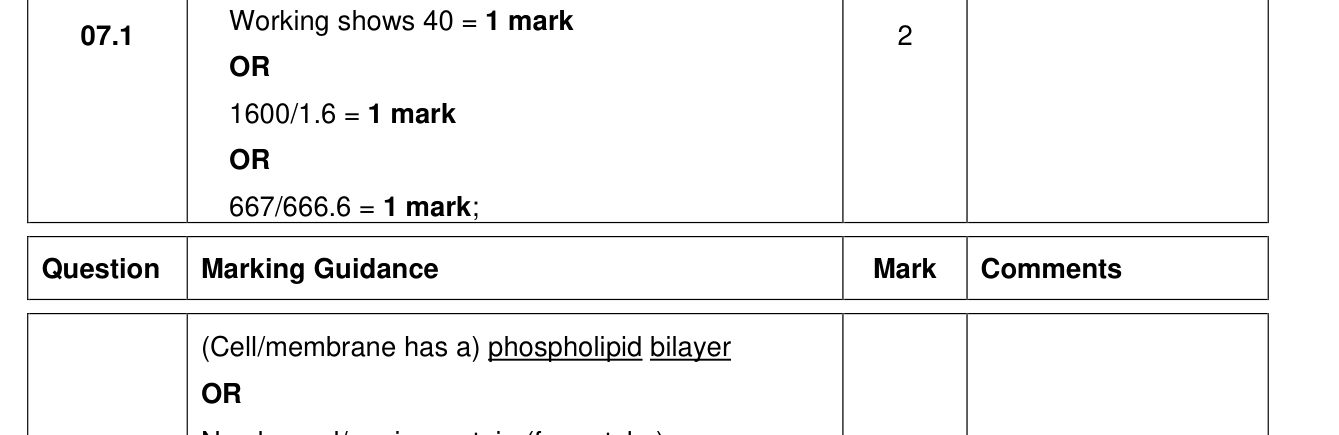 Working shows 40 = 1 mark
07.1 2
OR
1600/1.6 = 1 mark
OR
667/666.6 = 1 mark;
Question Marking Guidance Mark Comments
(Cell/membrane has a) phospholipid bilayer
OR